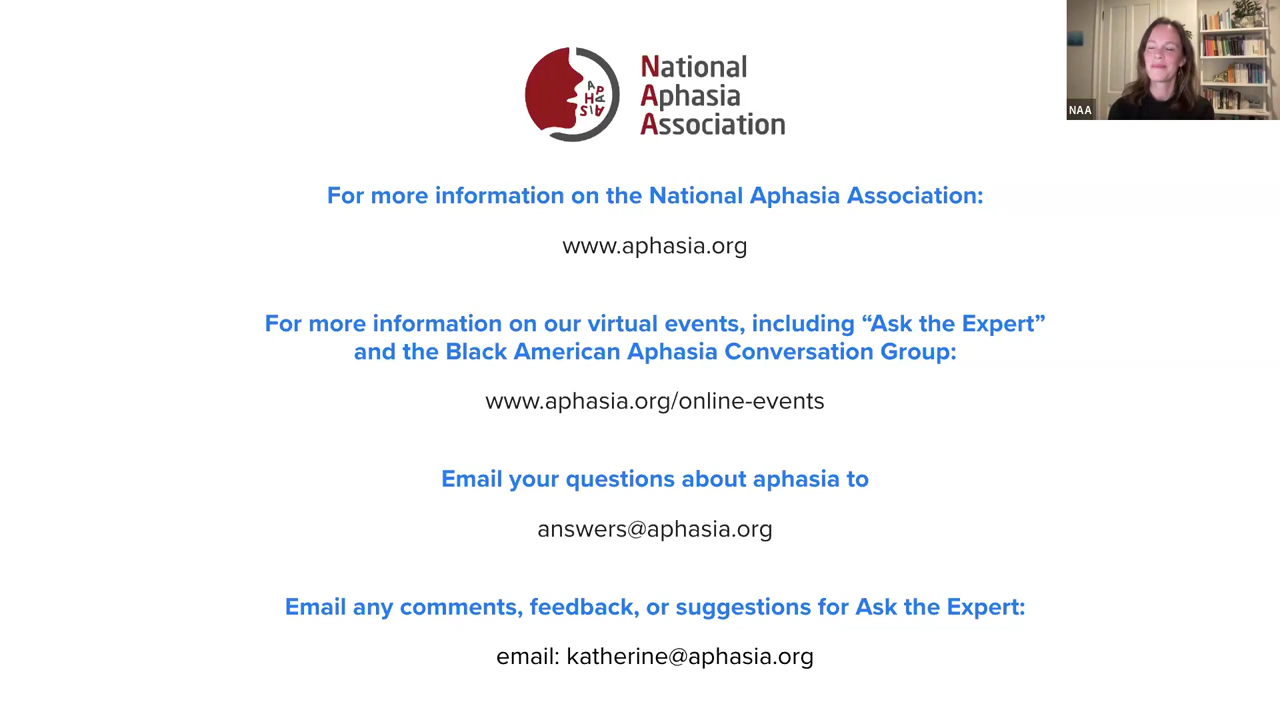 National
Aphasia
Association
APHASIA
NAA
For more information on the National Aphasia Association:
www.aphasia.org
For more information on our virtual events, including “Ask the Expert”
and the Black American Aphasia Conversation Group:
www.aphasia.org/online-events
Email your questions about aphasia to
answers@aphasia.org
Email any comments, feedback, or suggestions for Ask the Expert:
email: katherine@aphasia.org